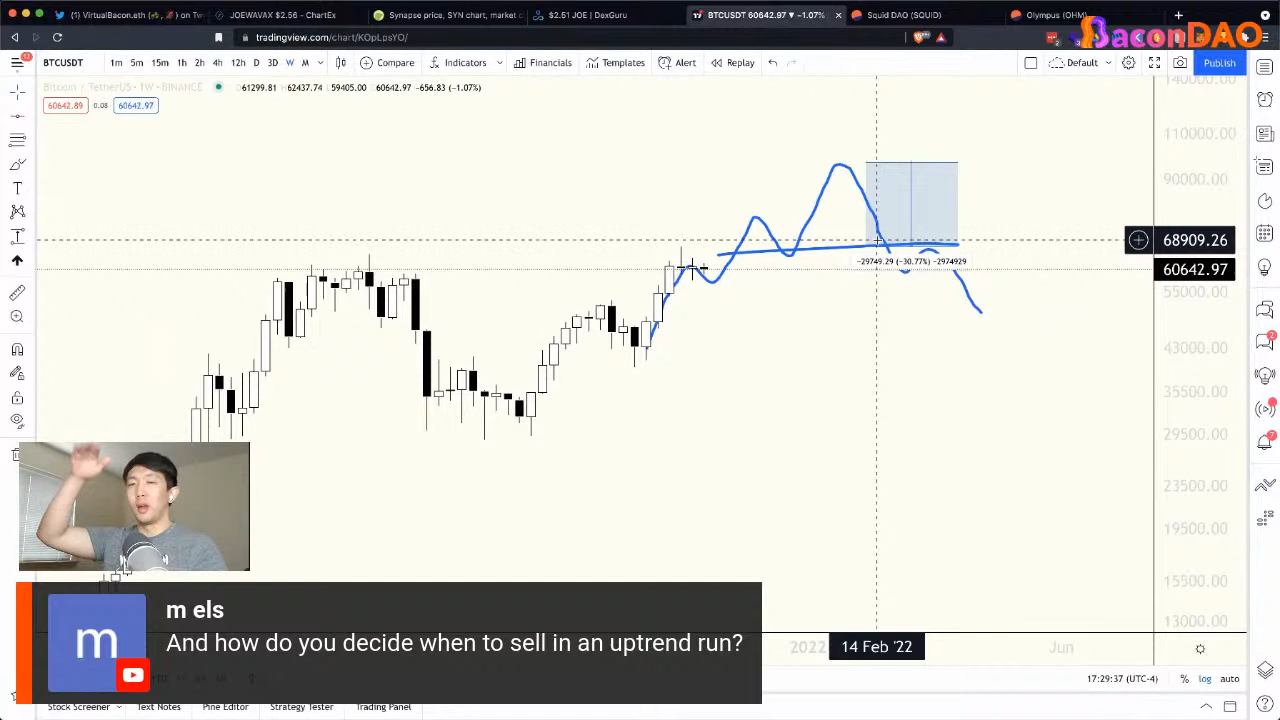 (1) VirtualBacon.eth
on Tw
JOEWAVAX $2.56 - ChartEx
Synapse price, SYN chart, market c
$2.51 JOE | DexGuru
BTCUSDT 60642.97 ▼ −1.07%
Squid DAO (SQUID)
Olympus (OHM)
BaconDAO
tradingview.com/chart/KOpLpsYO/
BTCUSDT
1m 5m 15m 1h 2h 4h 12h D 3D W M
Compare
Indicators
Financials
Templates
Alert
Replay
Default
Publish
Bitcoin / TetherUS · 1W · BINANCE
O61299.81 H62437.74 L59405.00 C60642.97 −656.83 (−1.07%)
60642.89
0.08
60642.97
140000.00
110000.00
90000.00
68909.26
60642.97
55000.00
43000.00
35500.00
29500.00
23500.00
19500.00
15500.00
13000.00
−29749.29 (−30.77%) −2974929
2022
14 Feb '22
Jun
m
m els
And how do you decide when to sell in an uptrend run?
17:29:37 (UTC-4)
%
log
auto
Stock Screener
Text Notes
Pine Editor
Strategy Tester
Trading Panel